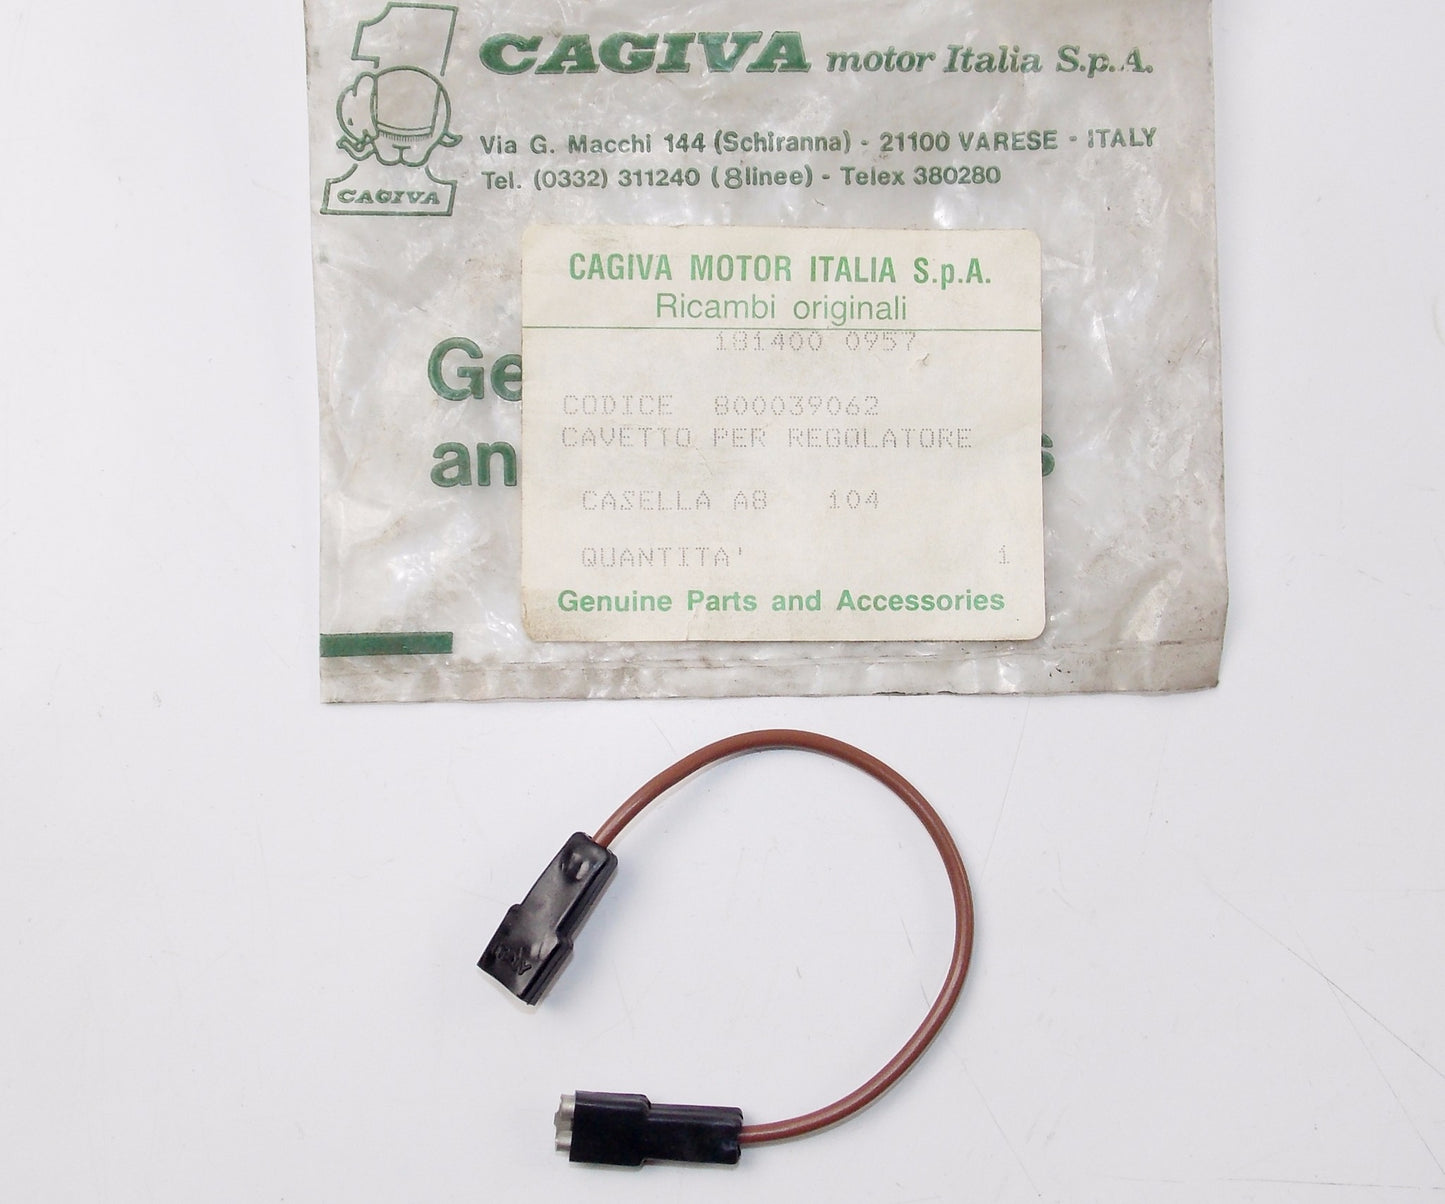 CAGIVA motor Italia S.p.A.
Via G. Macchi 144 (Schiranna) - 21100 VARESE - ITALY
Tel. (0332) 311240 (8linee) - Telex 380280
CAGIVA
CAGIVA MOTOR ITALIA S.p.A.
Ricambi originali
181400 0957
CODICE 800039062
CAVETTO PER REGOLATORE
CASELLA A8 104
QUANTITA' 1
Genuine Parts and Accessories
ITALY